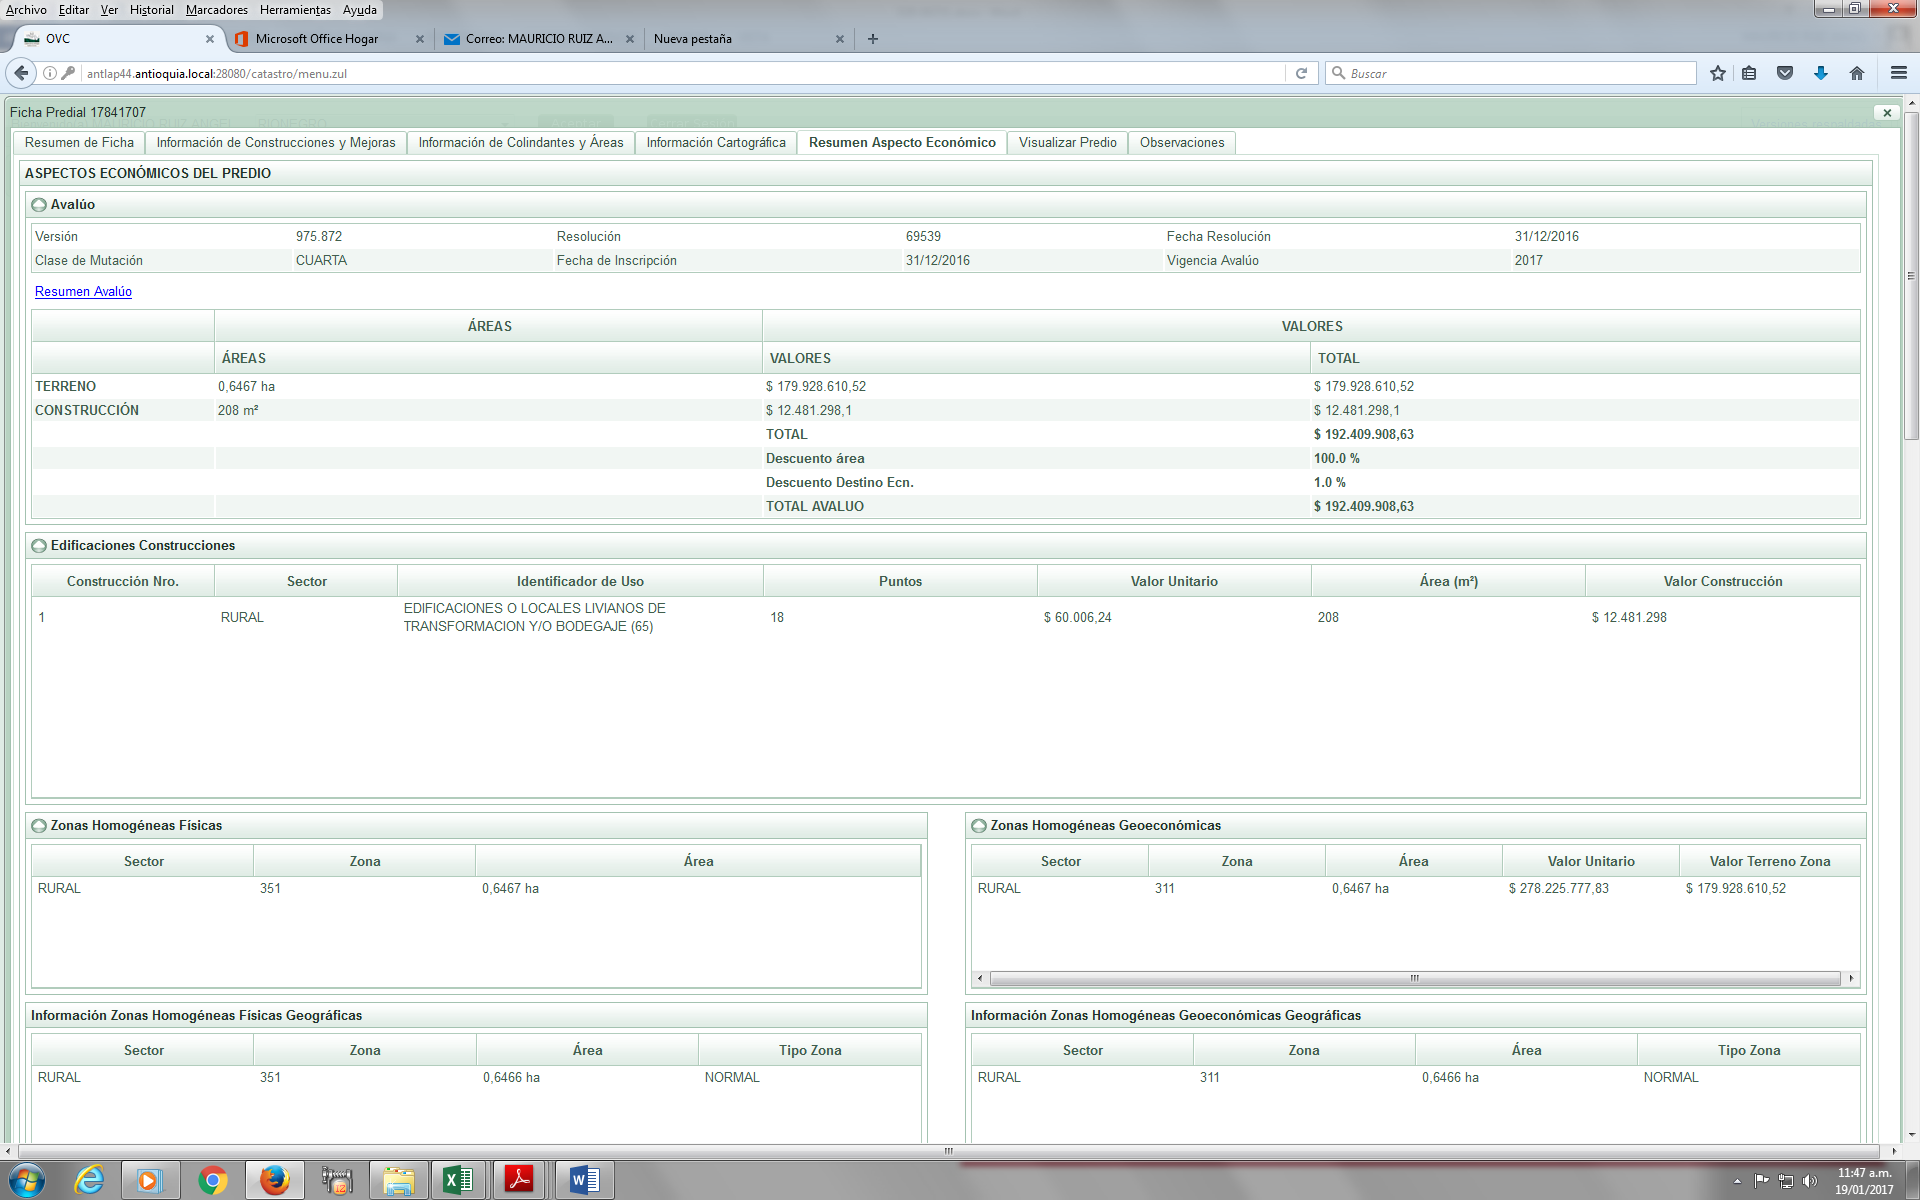 Archivo Editar Ver Historial Marcadores Herramientas Ayuda
OVC Microsoft Office Hogar Correo: MAURICIO RUIZ A... Nueva pestaña
antlap44.antioquia.local:28080/catastro/menu.zul Buscar
Ficha Predial 17841707
Resumen de Ficha Información de Construcciones y Mejoras Información de Colindantes y Áreas Información Cartográfica Resumen Aspecto Económico Visualizar Predio Observaciones
ASPECTOS ECONÓMICOS DEL PREDIO
Avalúo
Versión 975.872 Resolución 69539 Fecha Resolución 31/12/2016
Clase de Mutación CUARTA Fecha de Inscripción 31/12/2016 Vigencia Avalúo 2017
Resumen Avalúo
ÁREAS VALORES
ÁREAS VALORES TOTAL
TERRENO 0,6467 ha $ 179.928.610,52 $ 179.928.610,52
CONSTRUCCIÓN 208 m² $ 12.481.298,1 $ 12.481.298,1
TOTAL $ 192.409.908,63
Descuento área 100.0 %
Descuento Destino Ecn. 1.0 %
TOTAL AVALUO $ 192.409.908,63
Edificaciones Construcciones
Construcción Nro. Sector Identificador de Uso Puntos Valor Unitario Área (m²) Valor Construcción
1 RURAL EDIFICACIONES O LOCALES LIVIANOS DE TRANSFORMACION Y/O BODEGAJE (65) 18 $ 60.006,24 208 $ 12.481.298
Zonas Homogéneas Físicas
Sector Zona Área
RURAL 351 0,6467 ha
Zonas Homogéneas Geoeconómicas
Sector Zona Área Valor Unitario Valor Terreno Zona
RURAL 311 0,6467 ha $ 278.225.777,83 $ 179.928.610,52
Información Zonas Homogéneas Físicas Geográficas
Sector Zona Área Tipo Zona
RURAL 351 0,6466 ha NORMAL
Información Zonas Homogéneas Geoeconómicas Geográficas
Sector Zona Área Tipo Zona
RURAL 311 0,6466 ha NORMAL
11:47 a.m.
19/01/2017